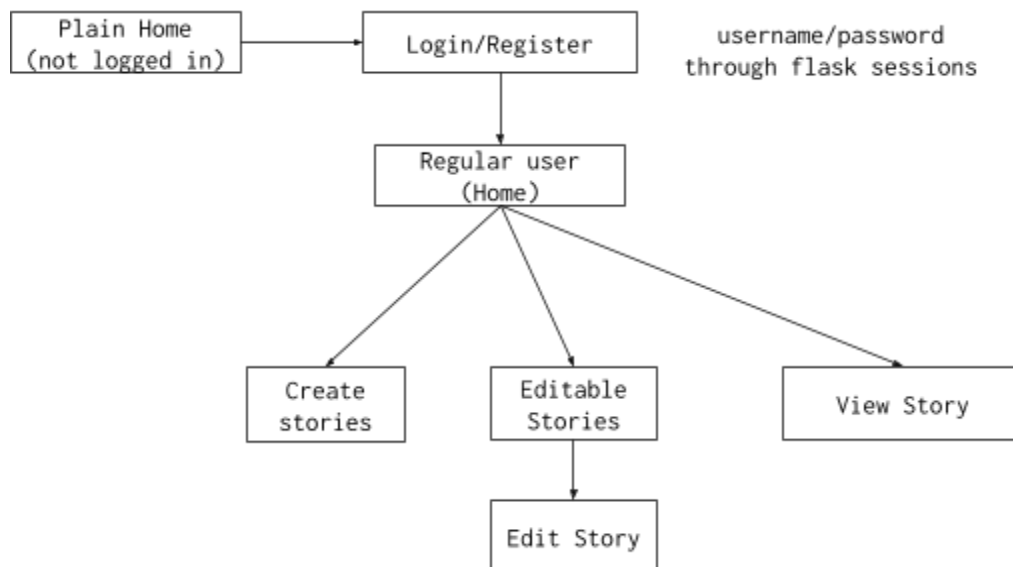 Plain Home
(not logged in)
Login/Register
username/password
through flask sessions
Regular user
(Home)
Create
stories
Editable
Stories
View Story
Edit Story